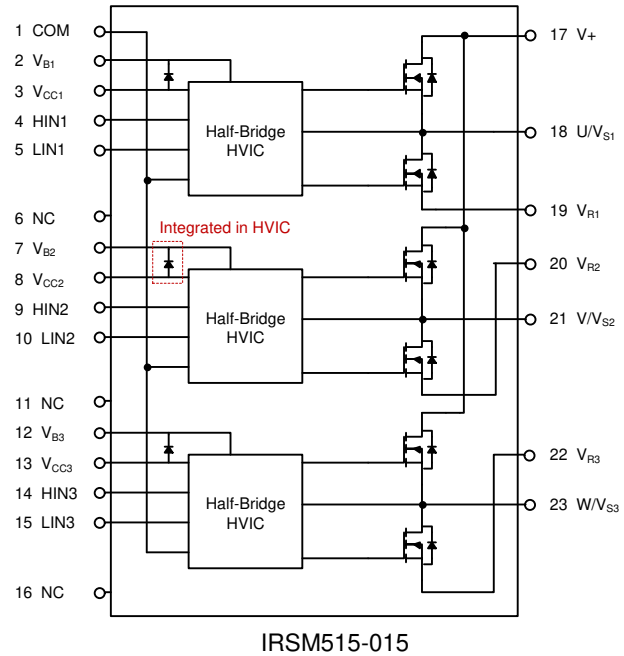 1 COM
2 VB1
3 VCC1
4 HIN1
5 LIN1
6 NC
7 VB2
8 VCC2
9 HIN2
10 LIN2
11 NC
12 VB3
13 VCC3
14 HIN3
15 LIN3
16 NC
Half-Bridge
HVIC
Integrated in HVIC
Half-Bridge
HVIC
Half-Bridge
HVIC
17 V+
18 U/VS1
19 VR1
20 VR2
21 V/VS2
22 VR3
23 W/VS3
IRSM515-015